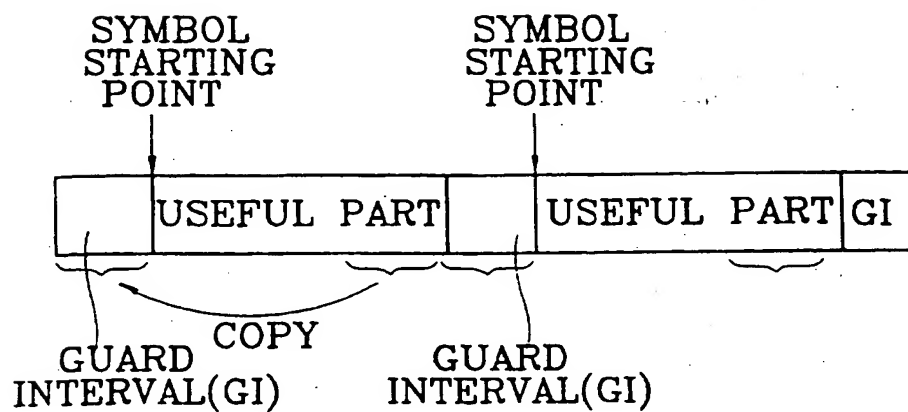 SYMBOL
STARTING
POINT
SYMBOL
STARTING
POINT
USEFUL PART
USEFUL PART
GI
COPY
GUARD
INTERVAL(GI)
GUARD
INTERVAL(GI)